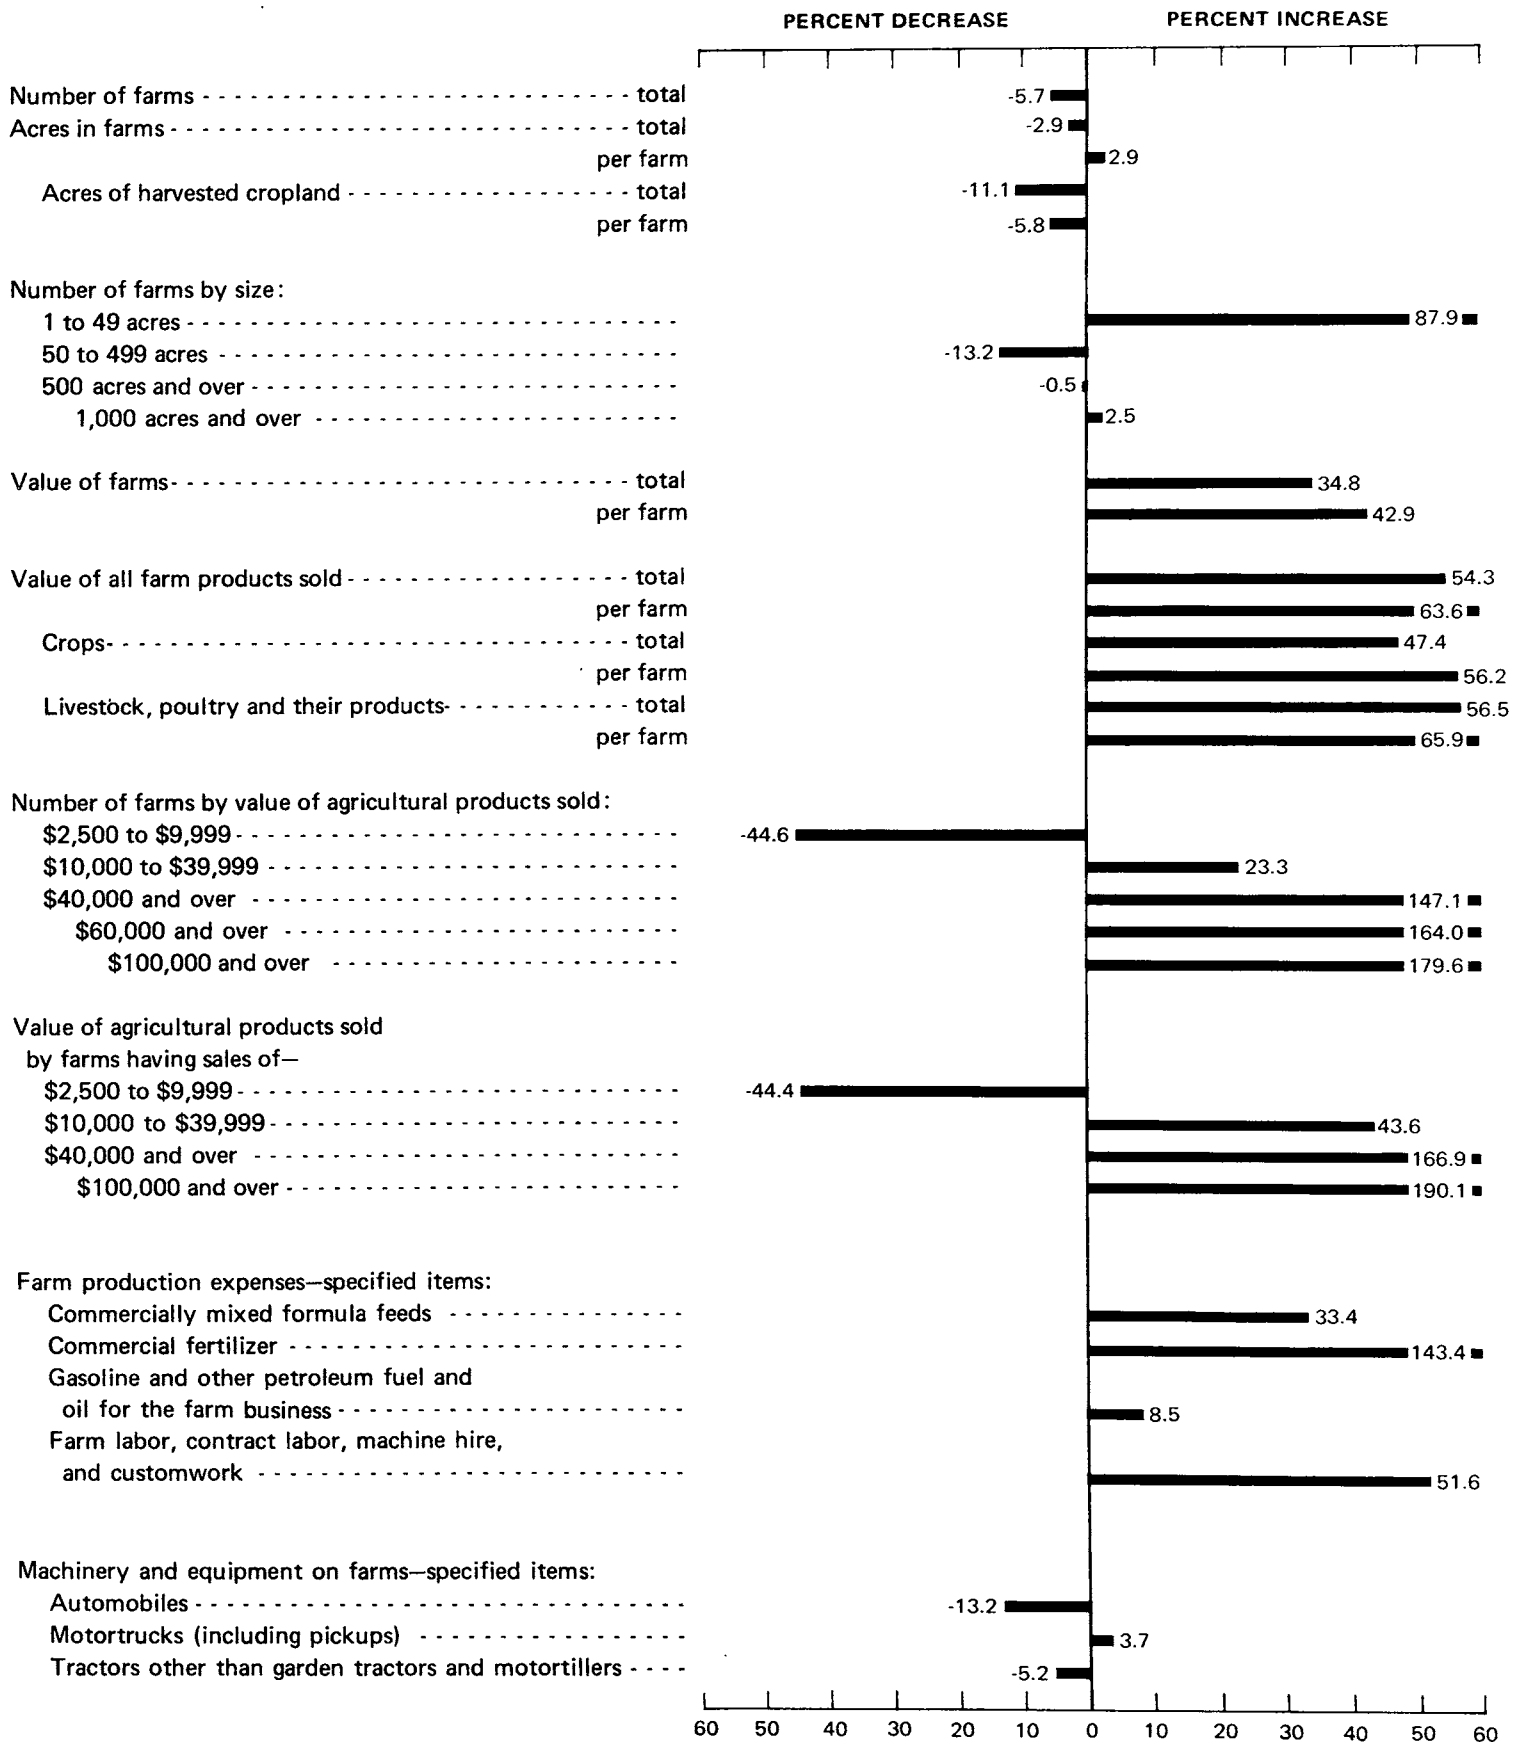 PERCENT DECREASE PERCENT INCREASE
Number of farms - - - - - - - - - - - - - - - - - - - - - - - - - - - total -5.7
Acres in farms - - - - - - - - - - - - - - - - - - - - - - - - - - - - - total -2.9
per farm 2.9
Acres of harvested cropland - - - - - - - - - - - - - - - - - - total -11.1
per farm -5.8
Number of farms by size:
1 to 49 acres - - - - - - - - - - - - - - - - - - - - - - - - - - - - - - - 87.9
50 to 499 acres - - - - - - - - - - - - - - - - - - - - - - - - - - - - - -13.2
500 acres and over - - - - - - - - - - - - - - - - - - - - - - - - - - - -0.5
1,000 acres and over - - - - - - - - - - - - - - - - - - - - - - - 2.5
Value of farms - - - - - - - - - - - - - - - - - - - - - - - - - - - - - total 34.8
per farm 42.9
Value of all farm products sold - - - - - - - - - - - - - - - - - - total 54.3
per farm 63.6
Crops - - - - - - - - - - - - - - - - - - - - - - - - - - - - - - - - - total 47.4
per farm 56.2
Livestock, poultry and their products - - - - - - - - - - - - total 56.5
per farm 65.9
Number of farms by value of agricultural products sold:
$2,500 to $9,999 - - - - - - - - - - - - - - - - - - - - - - - - - - - - -44.6
$10,000 to $39,999 - - - - - - - - - - - - - - - - - - - - - - - - - - 23.3
$40,000 and over - - - - - - - - - - - - - - - - - - - - - - - - - - - 147.1
$60,000 and over - - - - - - - - - - - - - - - - - - - - - - - - - 164.0
$100,000 and over - - - - - - - - - - - - - - - - - - - - - - 179.6
Value of agricultural products sold
by farms having sales of—
$2,500 to $9,999 - - - - - - - - - - - - - - - - - - - - - - - - - - - - -44.4
$10,000 to $39,999 - - - - - - - - - - - - - - - - - - - - - - - - - - 43.6
$40,000 and over - - - - - - - - - - - - - - - - - - - - - - - - - - - 166.9
$100,000 and over - - - - - - - - - - - - - - - - - - - - - - - - - 190.1
Farm production expenses—specified items:
Commercially mixed formula feeds - - - - - - - - - - - - - - - 33.4
Commercial fertilizer - - - - - - - - - - - - - - - - - - - - - - - - - 143.4
Gasoline and other petroleum fuel and
oil for the farm business - - - - - - - - - - - - - - - - - - - - - - 8.5
Farm labor, contract labor, machine hire,
and customwork - - - - - - - - - - - - - - - - - - - - - - - - - - - 51.6
Machinery and equipment on farms—specified items:
Automobiles - - - - - - - - - - - - - - - - - - - - - - - - - - - - - - - -13.2
Motortrucks (including pickups) - - - - - - - - - - - - - - - - - 3.7
Tractors other than garden tractors and motortillers - - - - -5.2
60 50 40 30 20 10 0 10 20 30 40 50 60